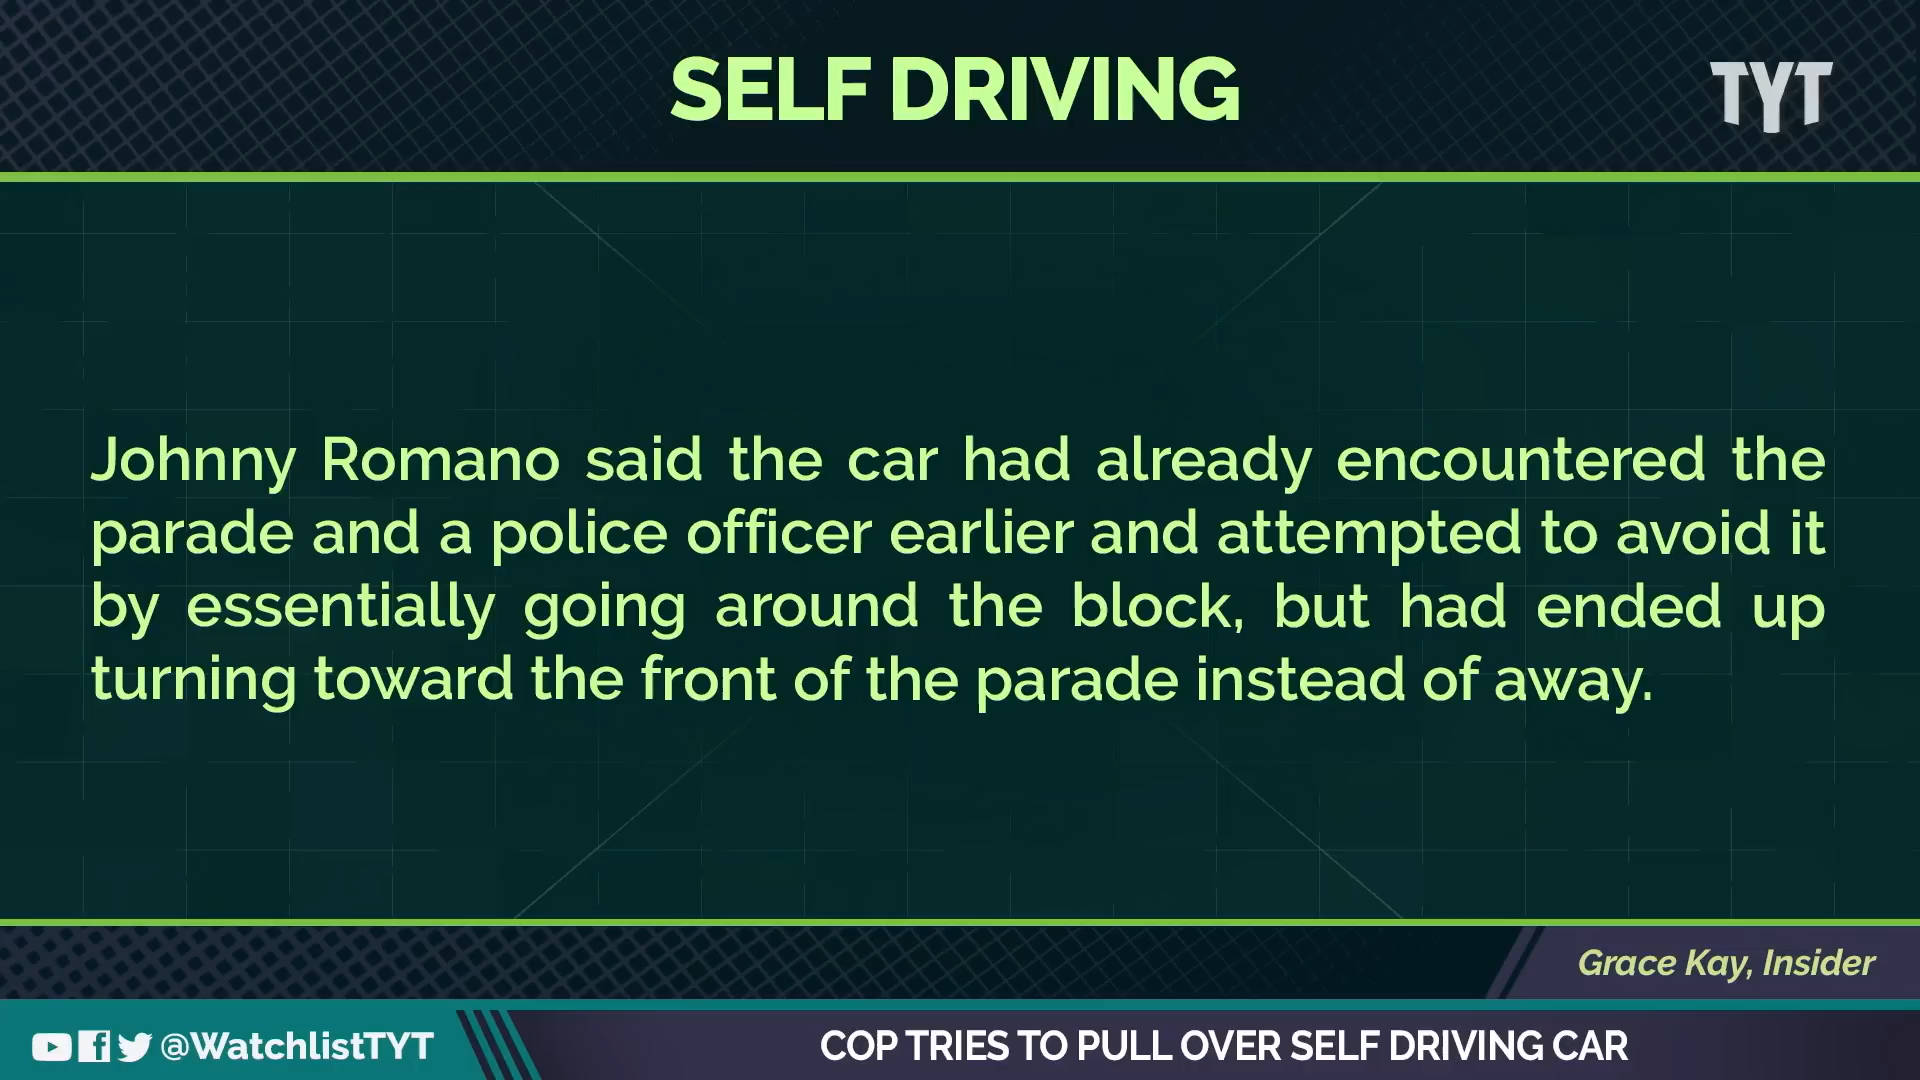 SELF DRIVING
TYT
Johnny Romano said the car had already encountered the
parade and a police officer earlier and attempted to avoid it
by essentially going around the block, but had ended up
turning toward the front of the parade instead of away.
Grace Kay, Insider
@WatchlistTYT
COP TRIES TO PULL OVER SELF DRIVING CAR